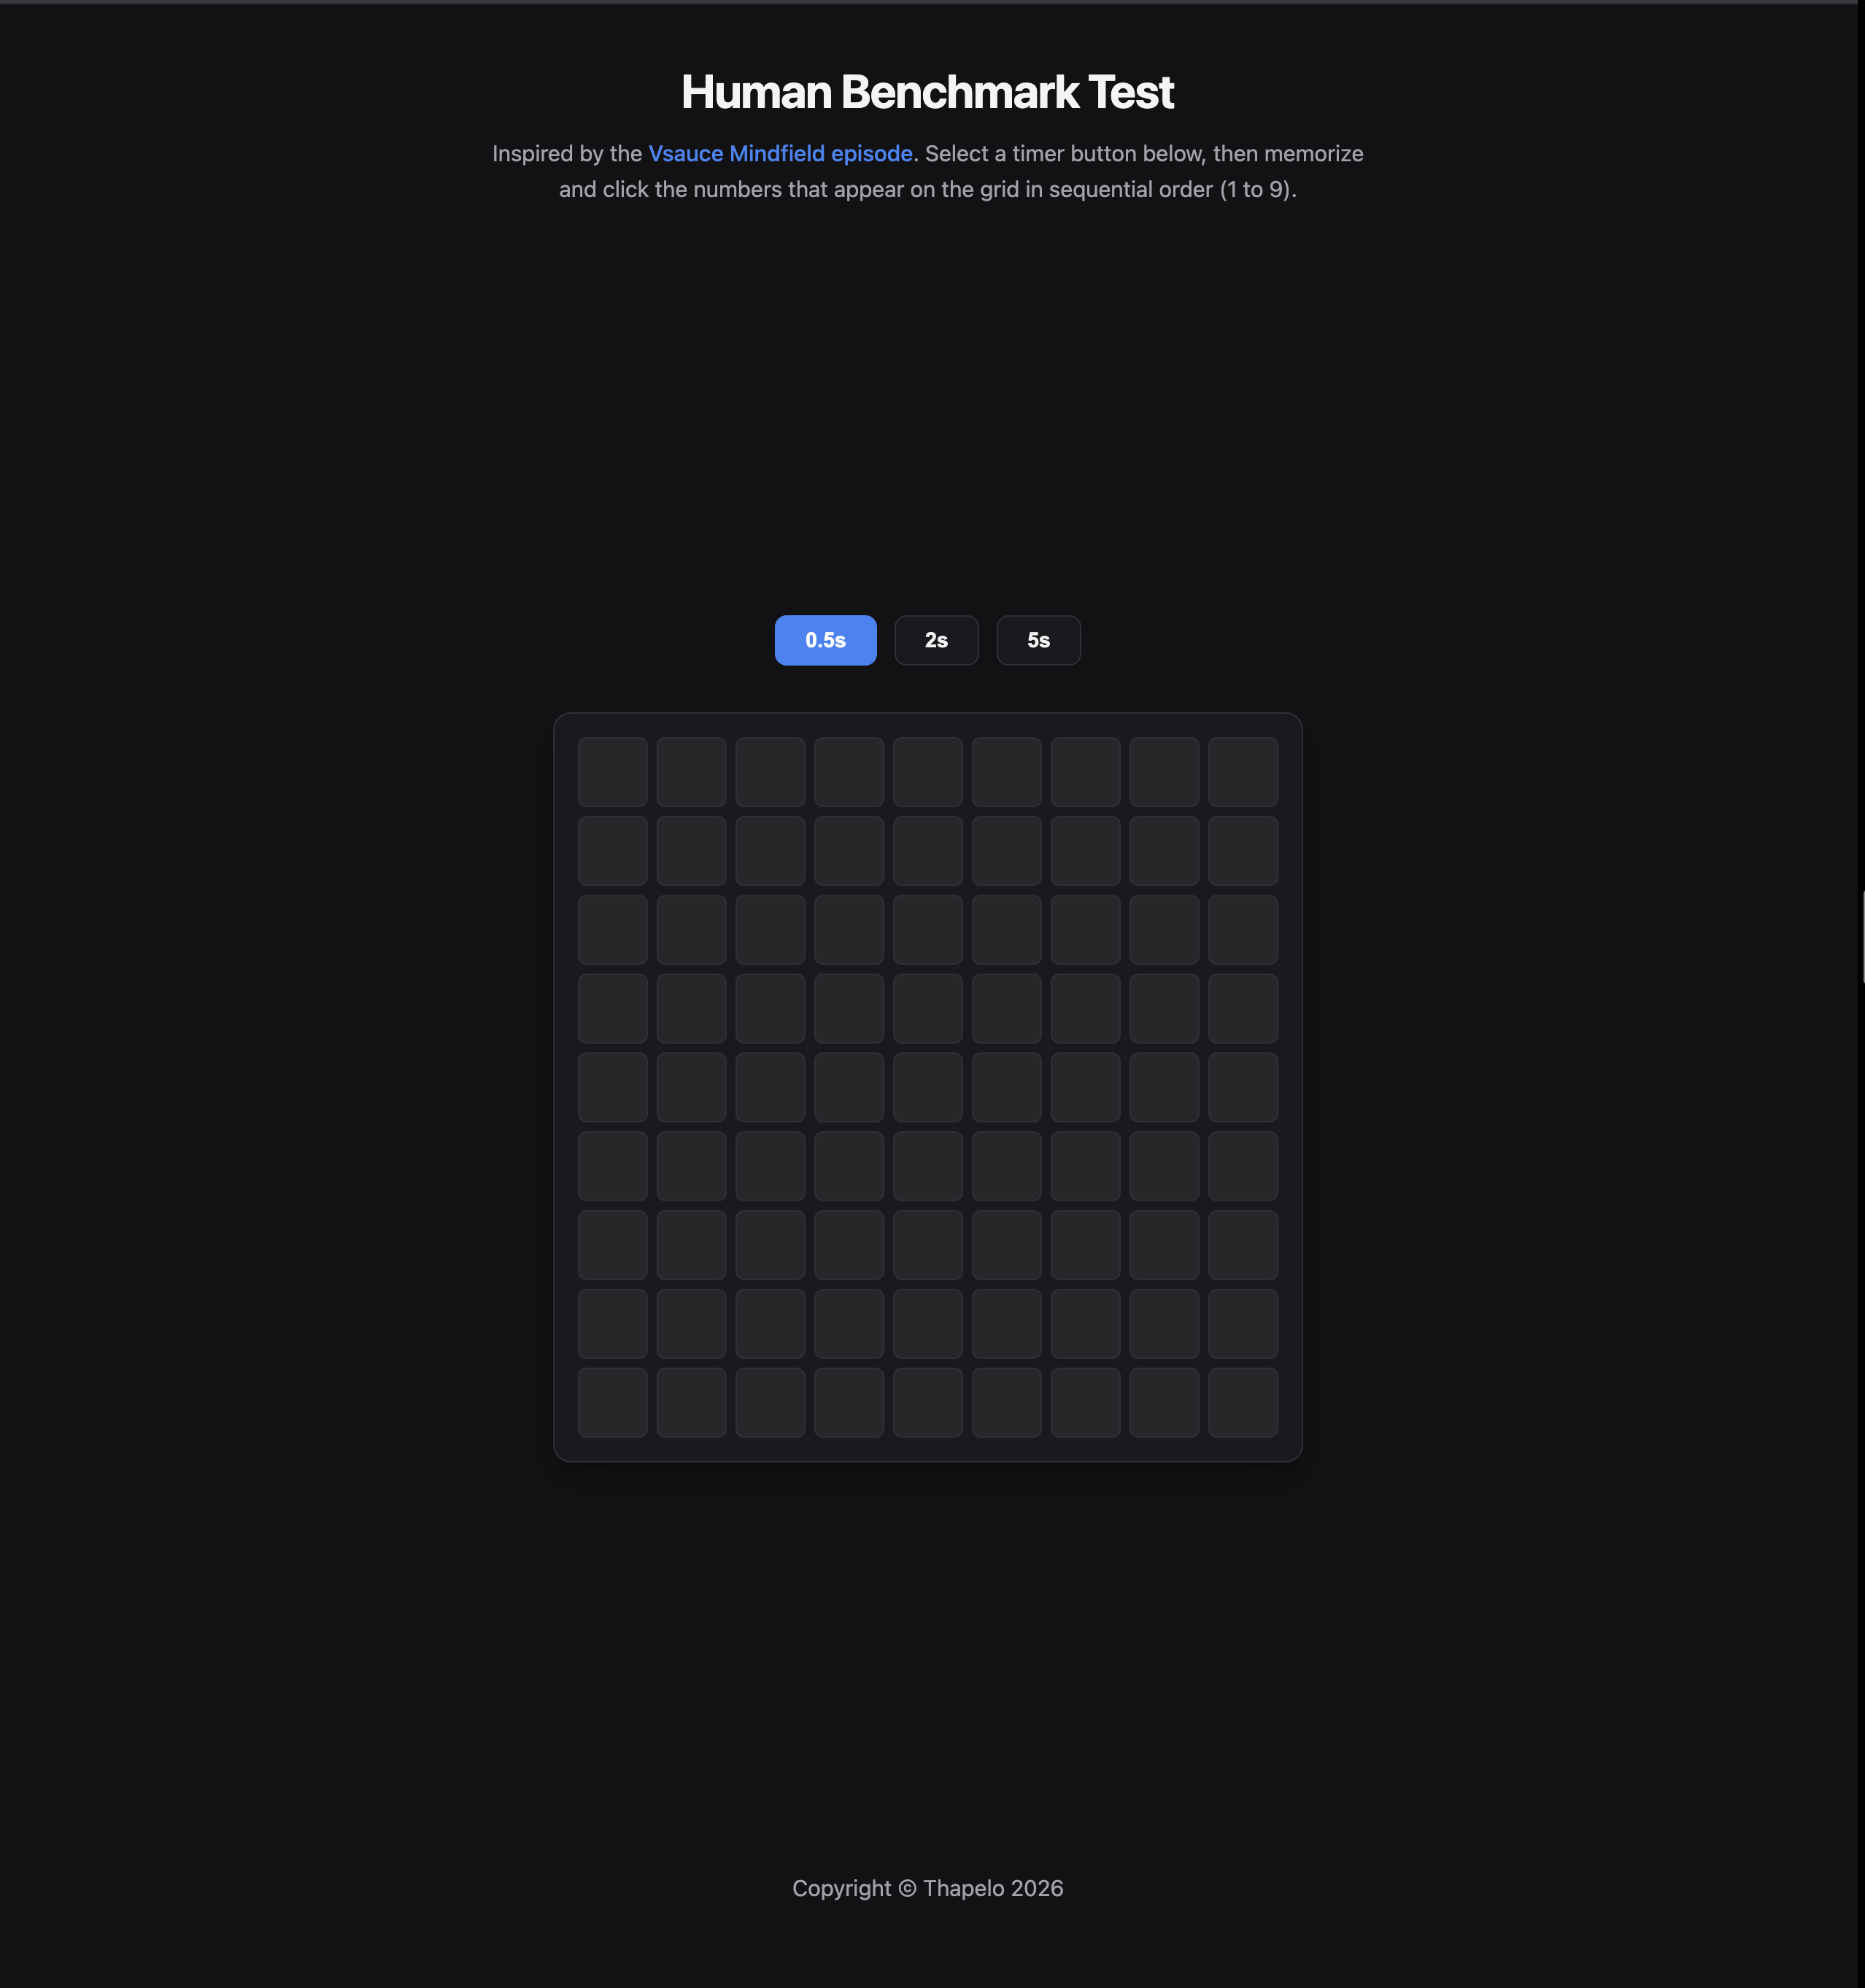 Human Benchmark Test
Inspired by the Vsauce Mindfield episode. Select a timer button below, then memorize
and click the numbers that appear on the grid in sequential order (1 to 9).
0.5s 2s 5s
Copyright © Thapelo 2026